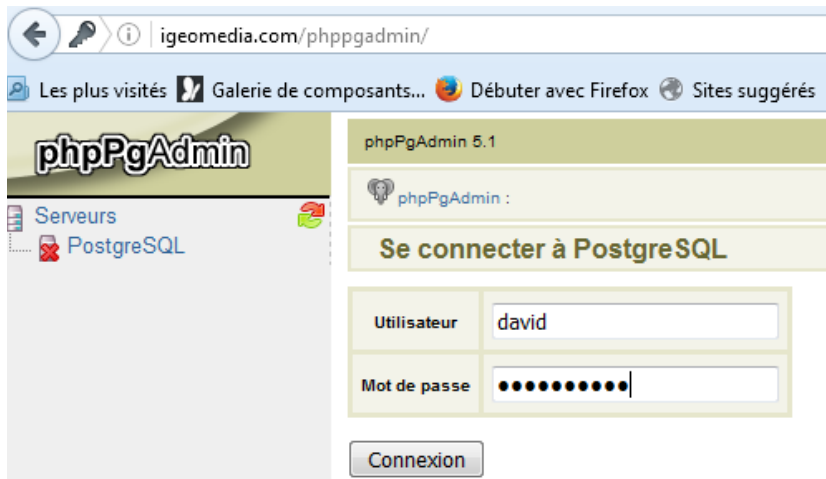 igeomedia.com/phppgadmin/
Les plus visités Galerie de composants... Débuter avec Firefox Sites suggérés
phpPgAdmin
Serveurs
PostgreSQL
phpPgAdmin 5.1
phpPgAdmin :
Se connecter à PostgreSQL
Utilisateur david
Mot de passe ●●●●●●●●●●
Connexion